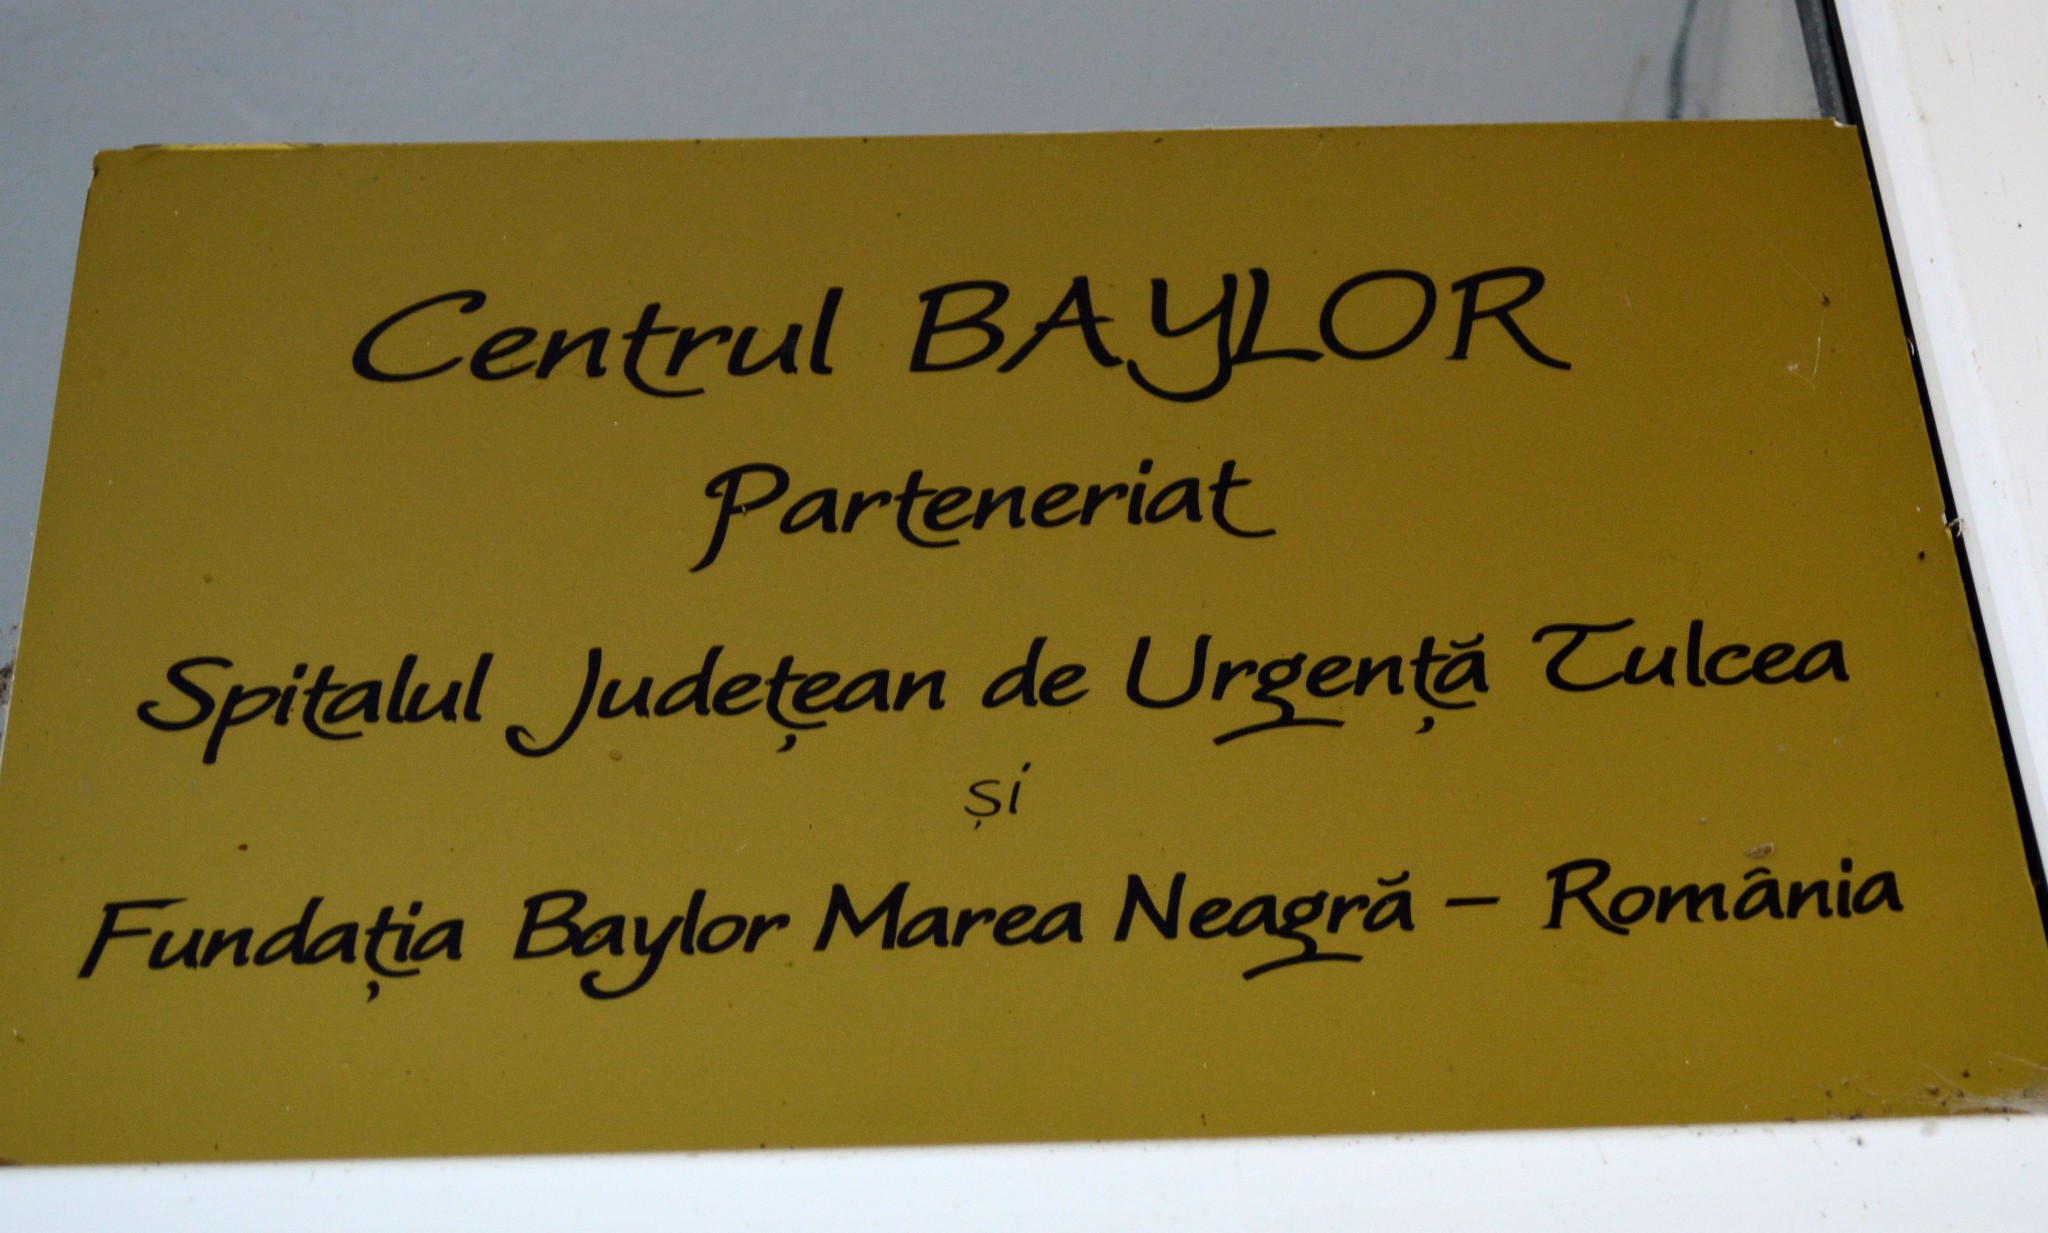 Centrul BAYLOR
Parteneriat
Spitalul Județean de Urgență Tulcea
și
Fundația Baylor Marea Neagră – România